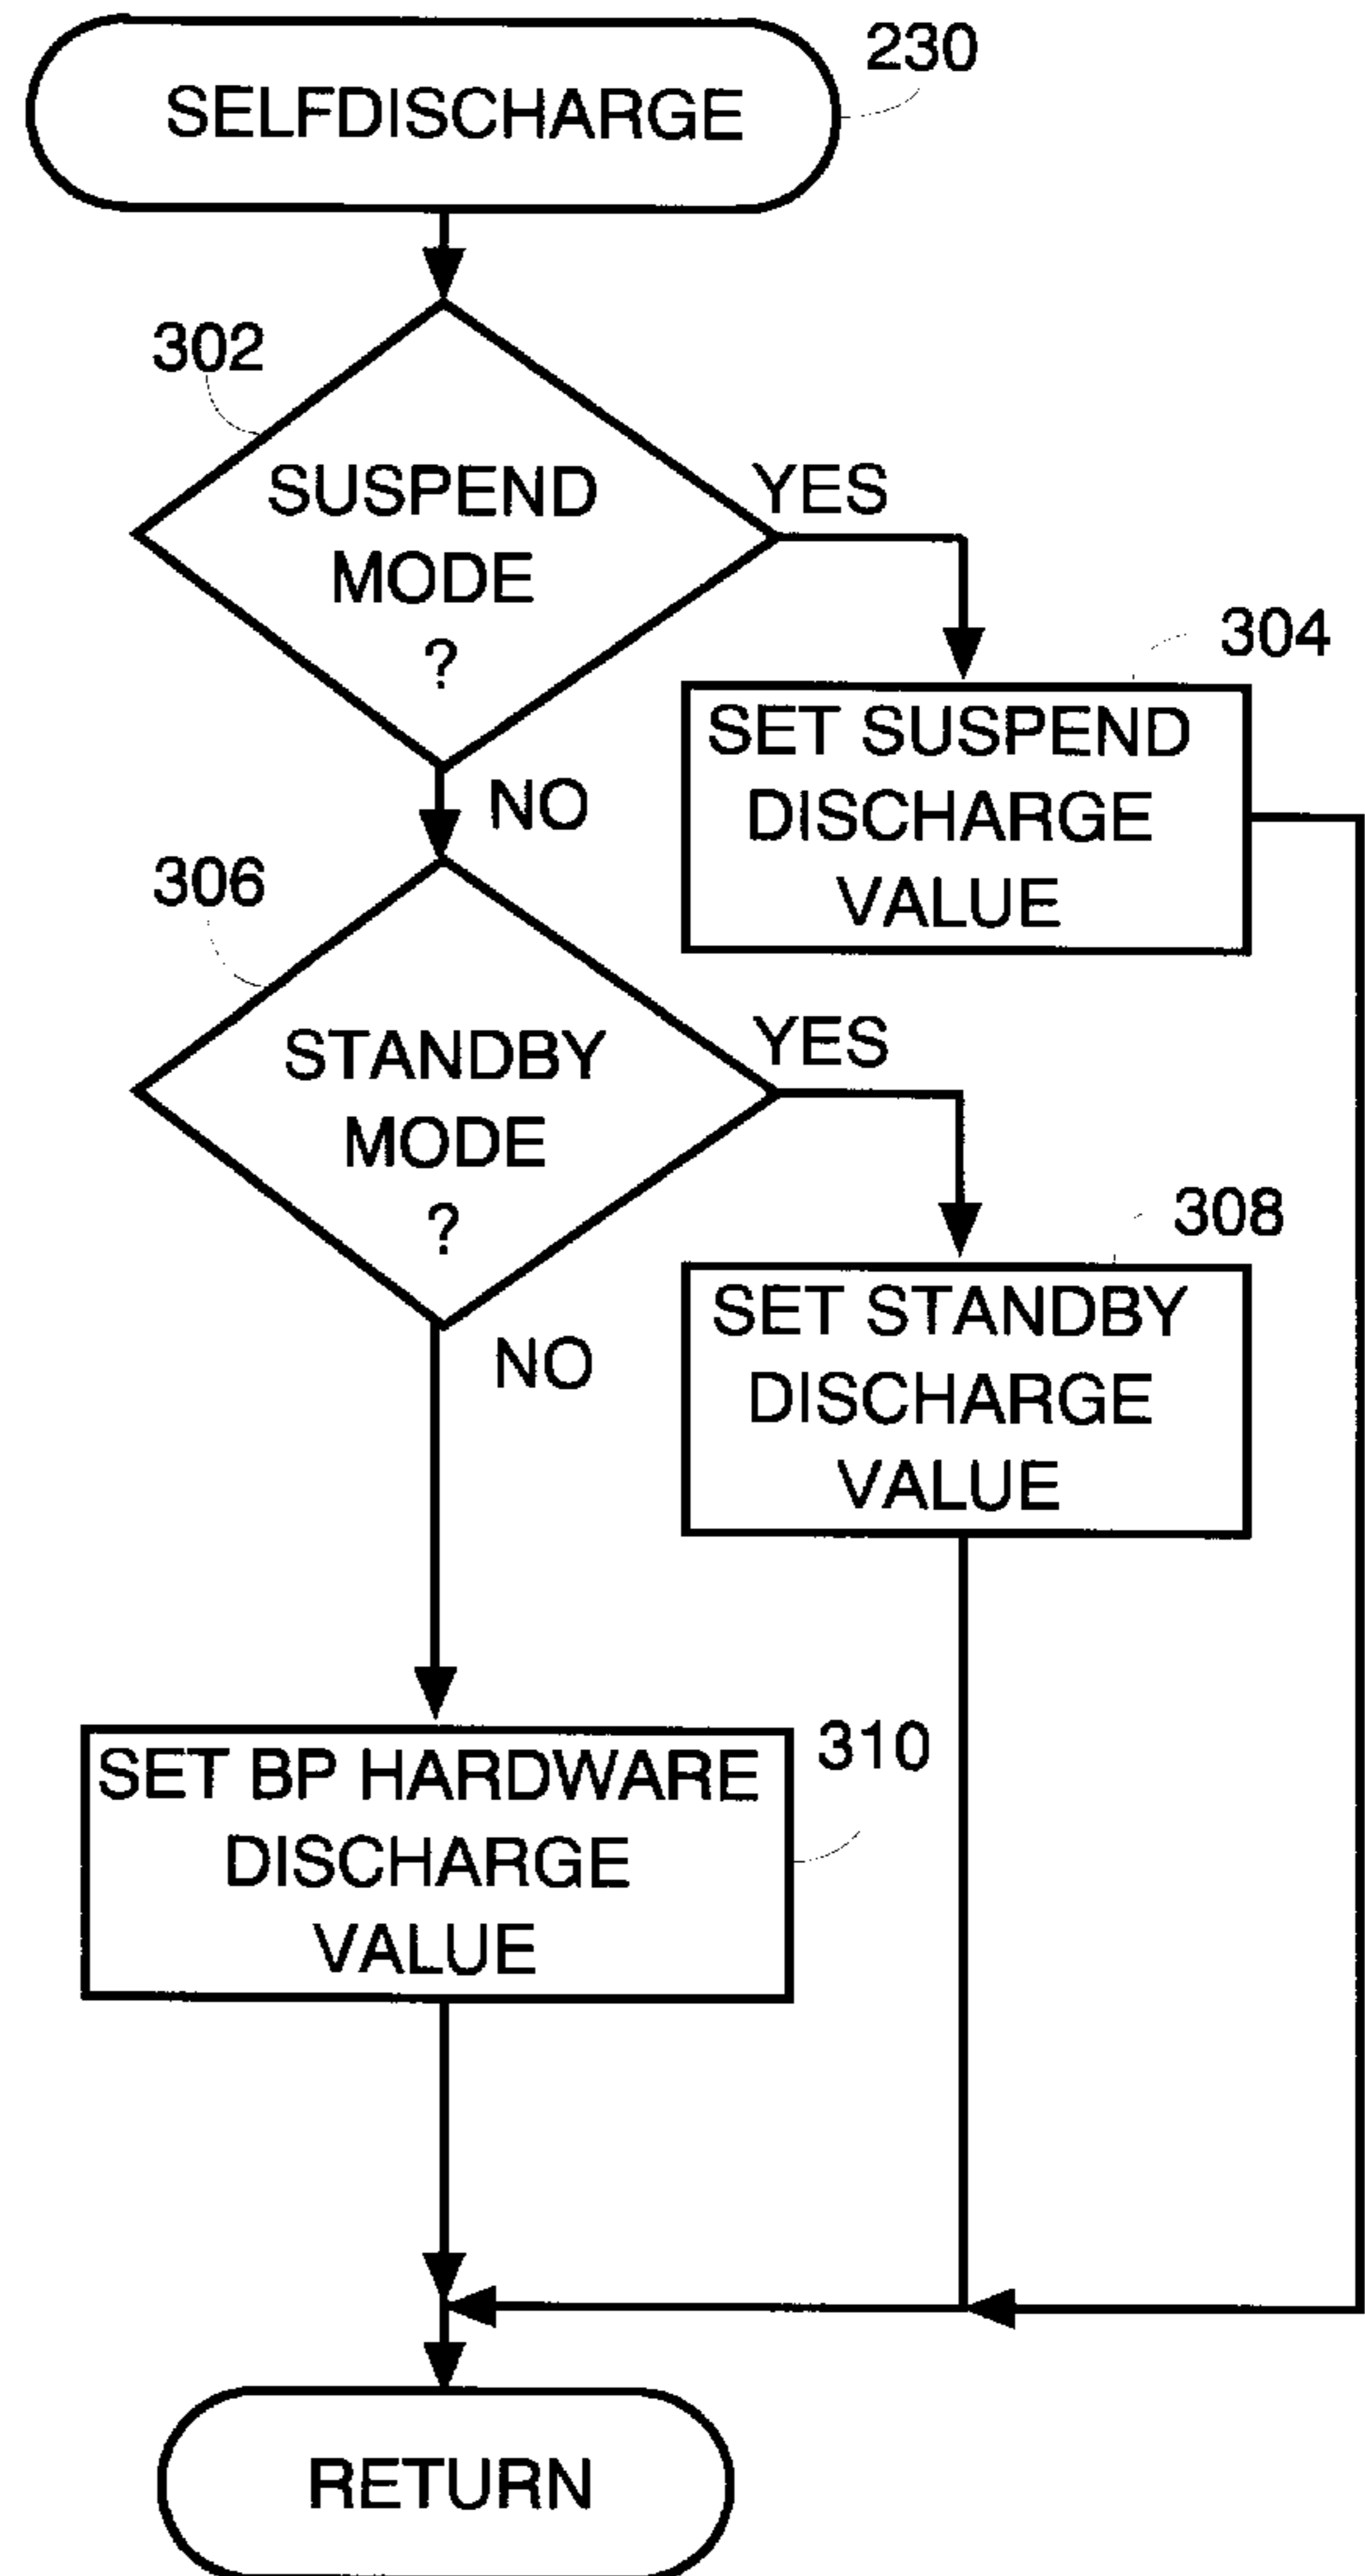 230
SELFDISCHARGE
302
SUSPEND
MODE
?
YES
NO
304
SET SUSPEND
DISCHARGE
VALUE
306
STANDBY
MODE
?
YES
NO
308
SET STANDBY
DISCHARGE
VALUE
310
SET BP HARDWARE
DISCHARGE
VALUE
RETURN